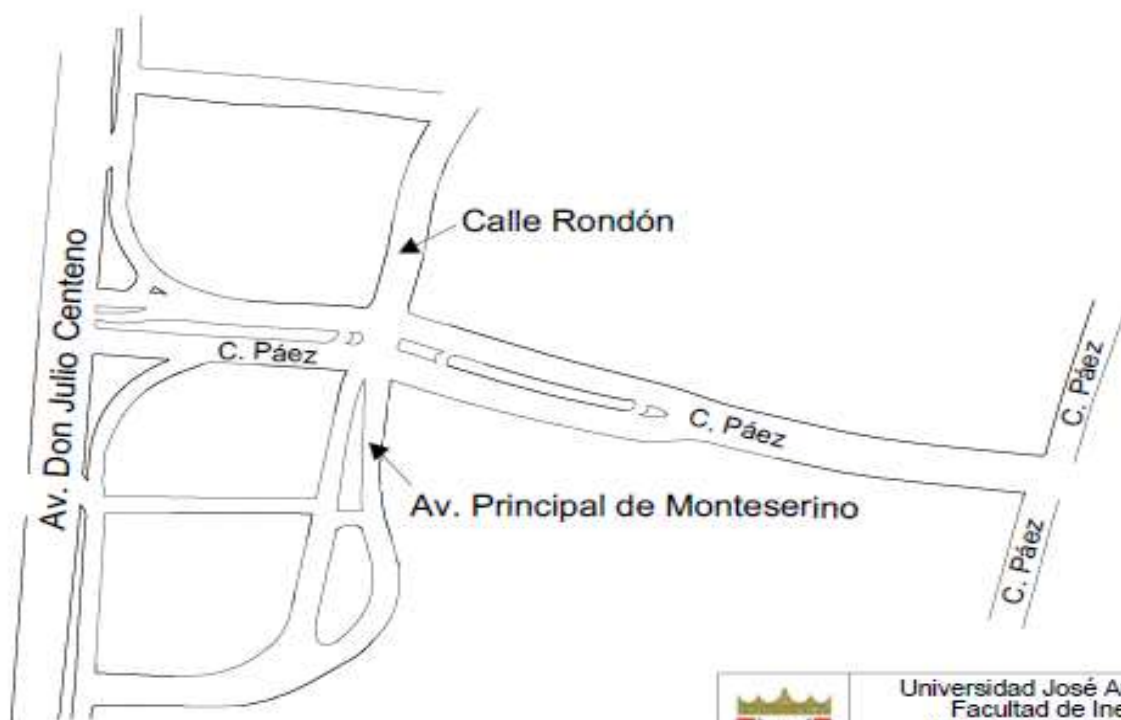 Calle Rondón
Av. Don Julio Centeno
C. Páez
C. Páez
C. Páez
Av. Principal de Monteserino
C. Páez
Universidad José A
Facultad de Ine